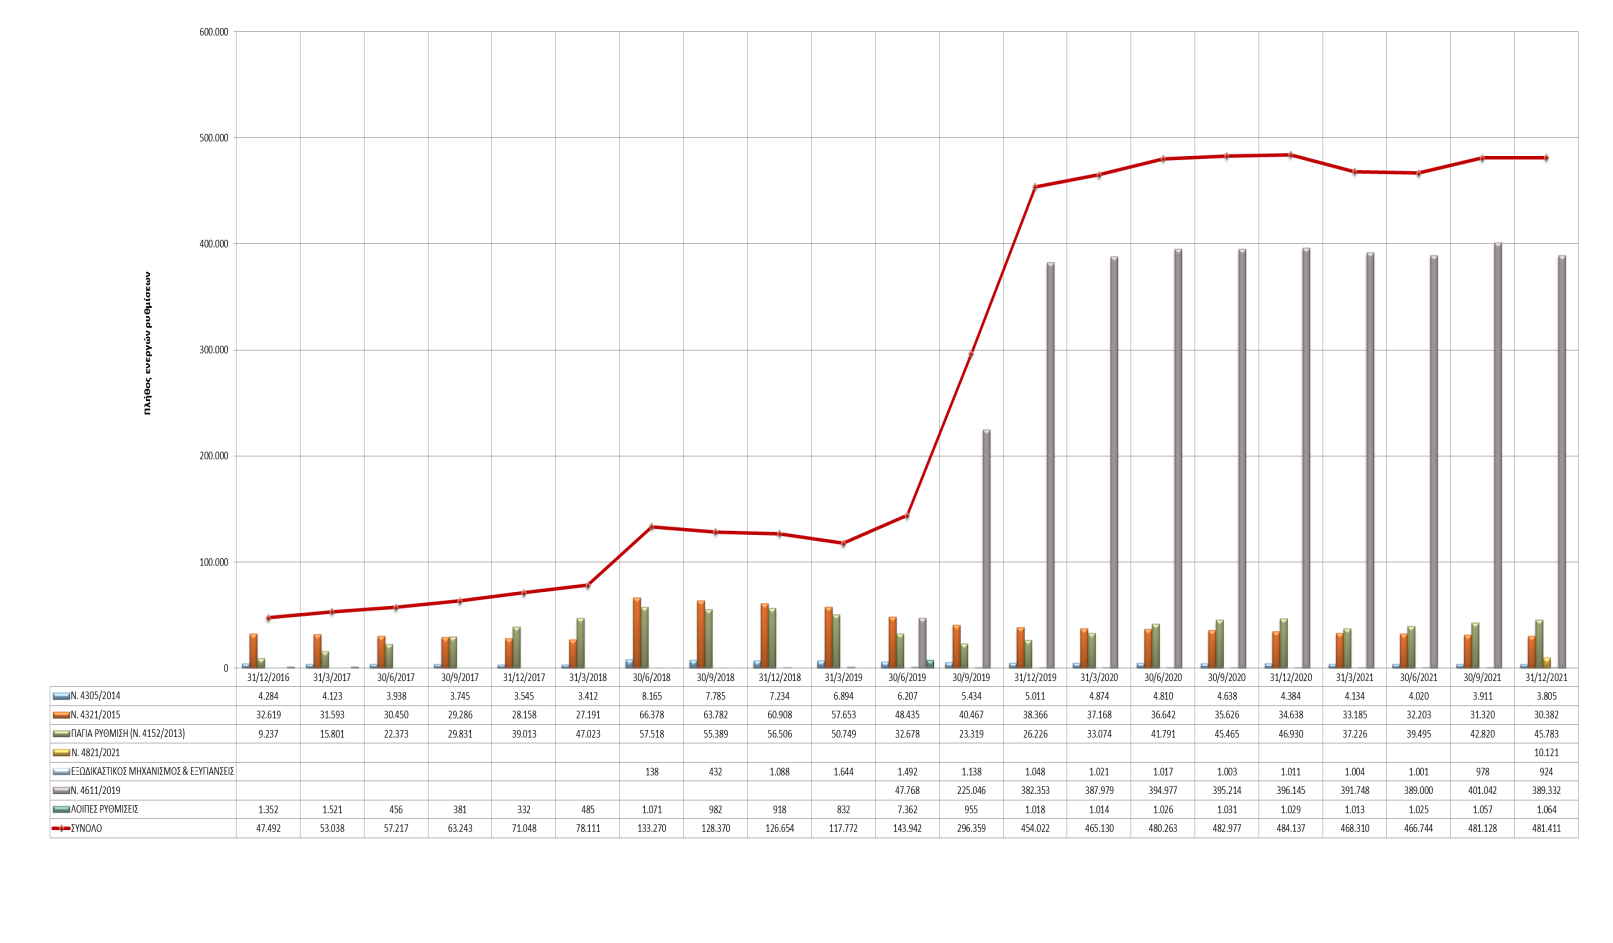 600.000
500.000
400.000
300.000
200.000
100.000
0
Πλήθος ενεργών ρυθμίσεων
31/12/2016 31/3/2017 30/6/2017 30/9/2017 31/12/2017 31/3/2018 30/6/2018 30/9/2018 31/12/2018 31/3/2019 30/6/2019 30/9/2019 31/12/2019 31/3/2020 30/6/2020 30/9/2020 31/12/2020 31/3/2021 30/6/2021 30/9/2021 31/12/2021
Ν. 4305/2014 4.284 4.123 3.938 3.745 3.545 3.412 8.165 7.785 7.234 6.894 6.207 5.434 5.011 4.874 4.810 4.638 4.384 4.134 4.020 3.911 3.805
Ν. 4321/2015 32.619 31.593 30.450 29.286 28.158 27.191 66.378 63.782 60.908 57.653 48.435 40.467 38.366 37.168 36.642 35.626 34.638 33.185 32.203 31.320 30.382
ΠΑΓΙΑ ΡΥΘΜΙΣΗ (Ν. 4152/2013) 9.237 15.801 22.373 29.831 39.013 47.023 57.518 55.389 56.506 50.749 32.678 23.319 26.226 33.074 41.791 45.465 46.930 37.226 39.495 42.820 45.783
Ν. 4821/2021 10.121
ΕΞΩΔΙΚΑΣΤΙΚΟΣ ΜΗΧΑΝΙΣΜΟΣ & ΕΞΥΓΙΑΝΣΕΙΣ 138 432 1.088 1.644 1.492 1.138 1.048 1.021 1.017 1.003 1.011 1.004 1.001 978 924
Ν. 4611/2019 47.768 225.046 382.353 387.979 394.977 395.214 396.145 391.748 389.000 401.042 389.332
ΛΟΙΠΕΣ ΡΥΘΜΙΣΕΙΣ 1.352 1.521 456 381 332 485 1.071 982 918 832 7.362 955 1.018 1.014 1.026 1.031 1.029 1.013 1.025 1.057 1.064
ΣΥΝΟΛΟ 47.492 53.038 57.217 63.243 71.048 78.111 133.270 128.370 126.654 117.772 143.942 296.359 454.022 465.130 480.263 482.977 484.137 468.310 466.744 481.128 481.411